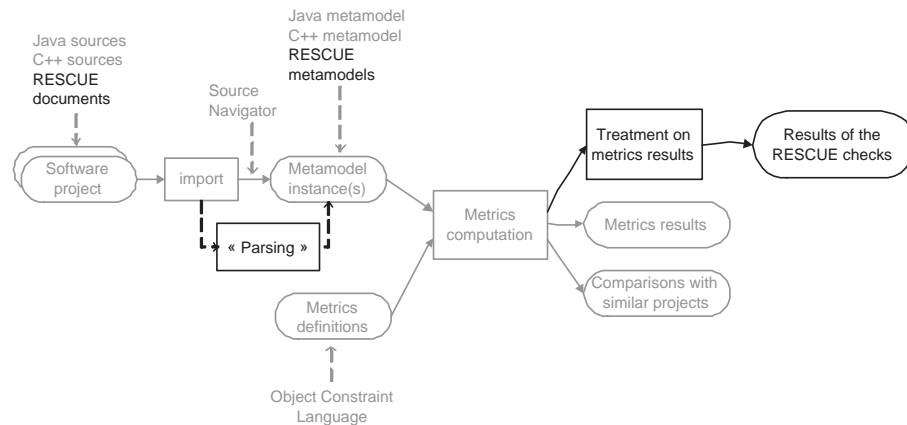 Java sources
C++ sources
RESCUE
documents
Java metamodel
C++ metamodel
RESCUE
metamodels
Source
Navigator
Software
project
import
Metamodel
instance(s)
« Parsing »
Metrics
computation
Treatment on
metrics results
Results of the
RESCUE checks
Metrics results
Comparisons with
similar projects
Metrics
definitions
Object Constraint
Language